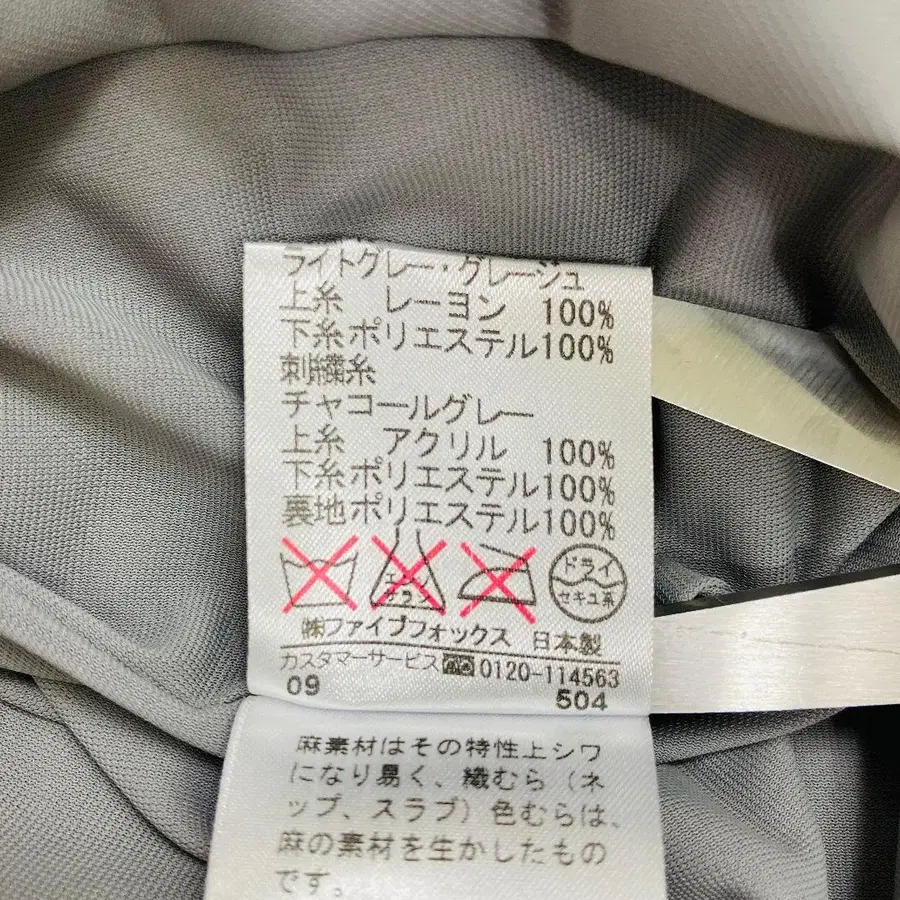 ライトグレー・グレージュ
上糸 レーヨン 100%
下糸ポリエステル100%
刺繍糸
チャコールグレー
上糸 アクリル 100%
下糸ポリエステル100%
裏地ポリエステル100%
エンソ サラシ ドライ セキユ系
㈱ファイブフォックス 日本製
カスタマーサービス 0120-114563
09 504
麻素材はその特性上シワ
になり易く、織むら（ネ
ップ、スラブ）色むらは、
麻の素材を生かしたもの
です。